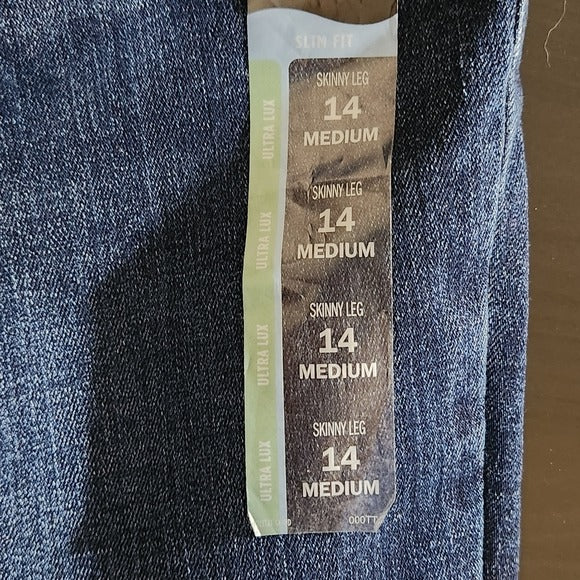 SLIM FIT
ULTRA LUX
SKINNY LEG
14
MEDIUM
ULTRA LUX
SKINNY LEG
14
MEDIUM
ULTRA LUX
SKINNY LEG
14
MEDIUM
ULTRA LUX
SKINNY LEG
14
MEDIUM
000TT